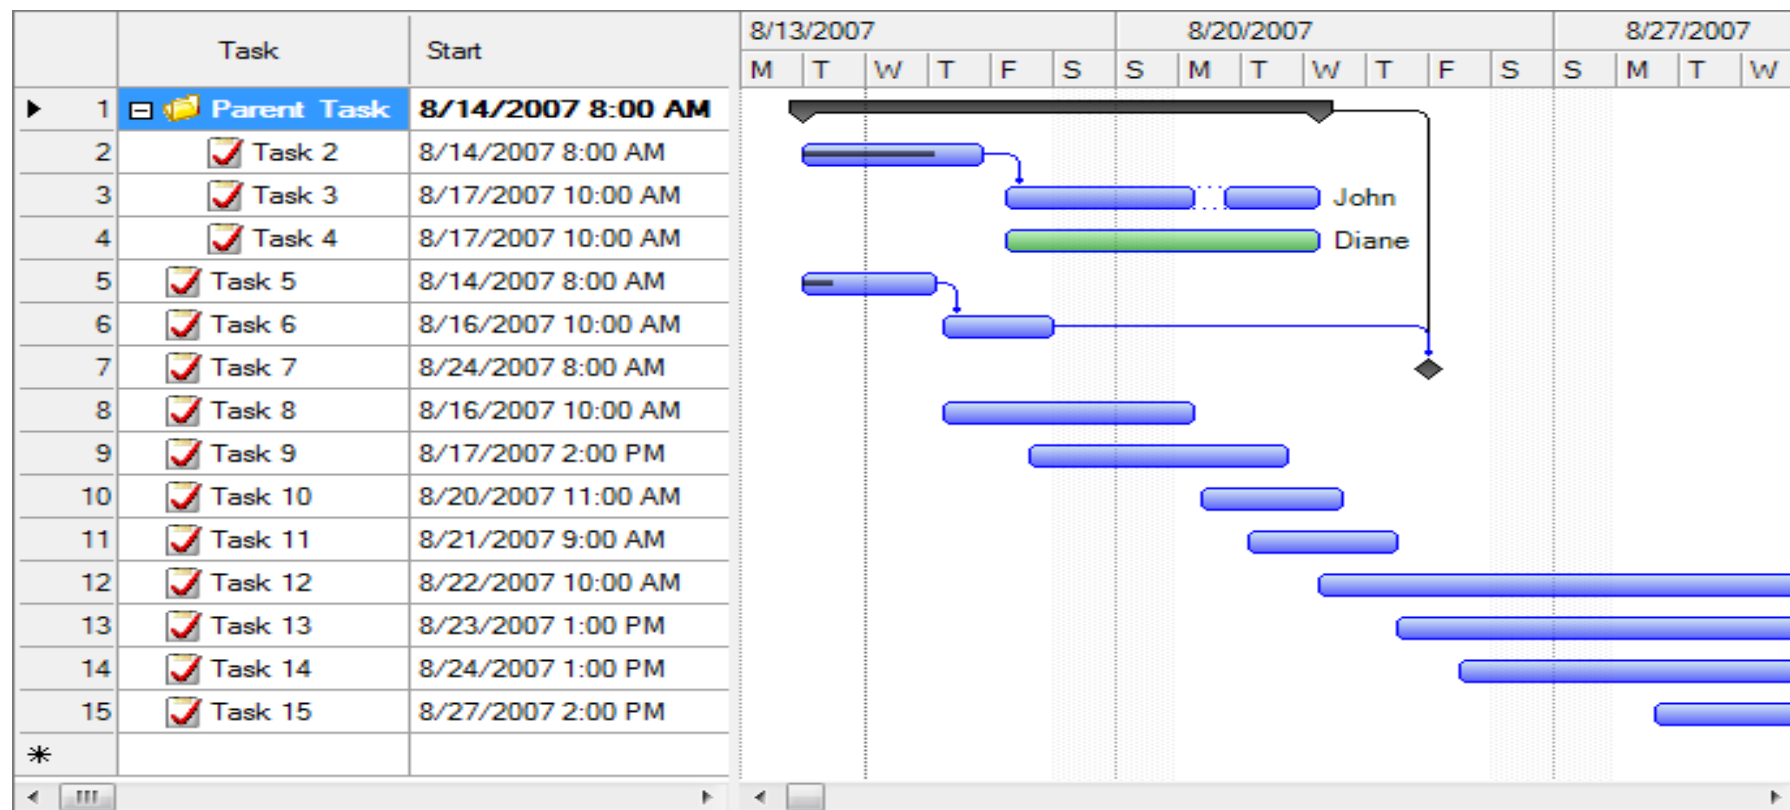 Task Start 8/13/2007 8/20/2007 8/27/2007
M T W T F S S M T W T F S S M T W
1 Parent Task 8/14/2007 8:00 AM
2 Task 2 8/14/2007 8:00 AM
3 Task 3 8/17/2007 10:00 AM John
4 Task 4 8/17/2007 10:00 AM Diane
5 Task 5 8/14/2007 8:00 AM
6 Task 6 8/16/2007 10:00 AM
7 Task 7 8/24/2007 8:00 AM
8 Task 8 8/16/2007 10:00 AM
9 Task 9 8/17/2007 2:00 PM
10 Task 10 8/20/2007 11:00 AM
11 Task 11 8/21/2007 9:00 AM
12 Task 12 8/22/2007 10:00 AM
13 Task 13 8/23/2007 1:00 PM
14 Task 14 8/24/2007 1:00 PM
15 Task 15 8/27/2007 2:00 PM